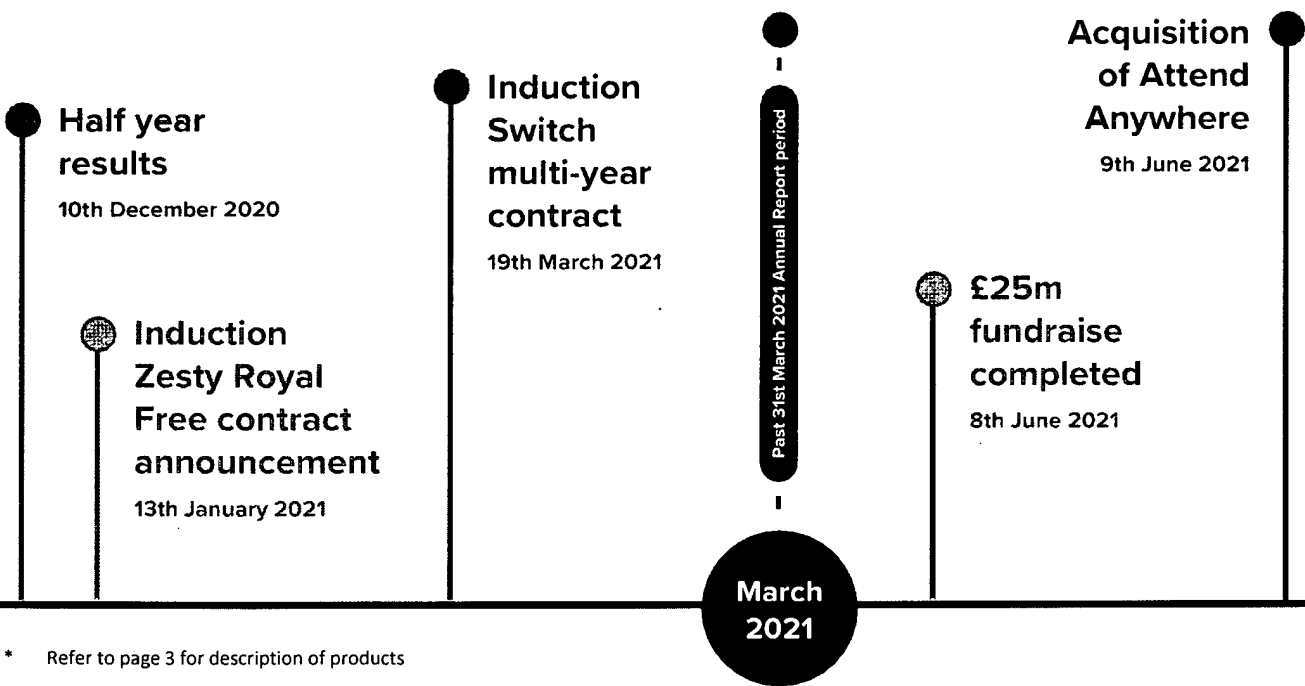 Half year
results
10th December 2020
Induction
Zesty Royal
Free contract
announcement
13th January 2021
Induction
Switch
multi-year
contract
19th March 2021
Past 31st March 2021 Annual Report period
March
2021
£25m
fundraise
completed
8th June 2021
Acquisition
of Attend
Anywhere
9th June 2021
* Refer to page 3 for description of products